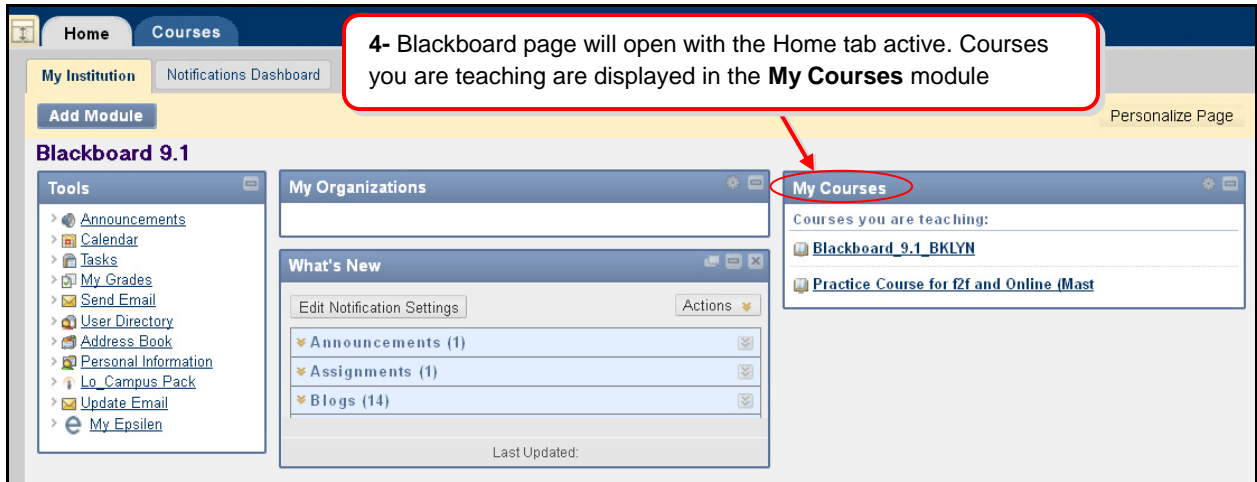 Home
Courses
4- Blackboard page will open with the Home tab active. Courses
you are teaching are displayed in the My Courses module
My Institution
Notifications Dashboard
Add Module
Personalize Page
Blackboard 9.1
Tools
Announcements
Calendar
Tasks
My Grades
Send Email
User Directory
Address Book
Personal Information
Lo_Campus Pack
Update Email
My Epsilen
My Organizations
What's New
Edit Notification Settings
Actions
Announcements (1)
Assignments (1)
Blogs (14)
Last Updated:
My Courses
Courses you are teaching:
Blackboard_9.1_BKLYN
Practice Course for f2f and Online (Mast